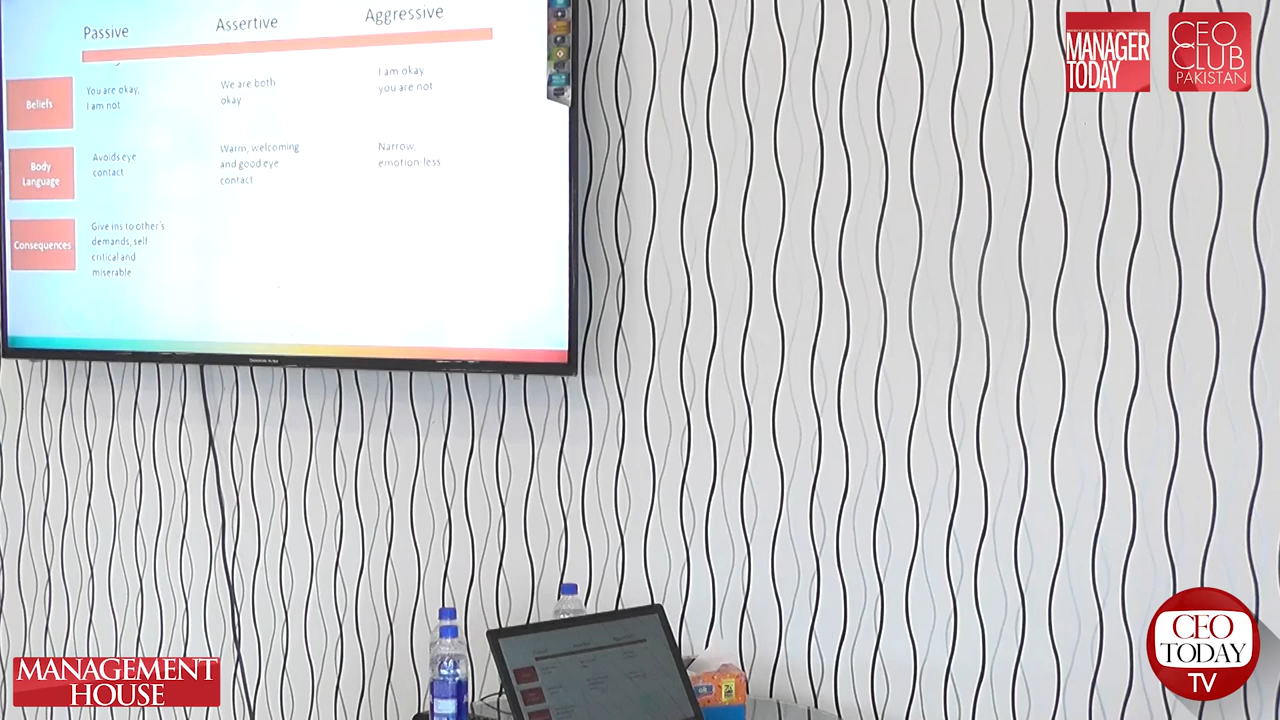 Passive
Assertive
Aggressive
Beliefs
You are okay,
I am not
We are both
okay
I am okay
you are not
Body
Language
Avoids eye
contact
Warm, welcoming
and good eye
contact
Narrow,
emotion less
Consequences
Give ins to other's
demands, self
critical and
miserable
MANAGER
TODAY
CEO
CLUB
PAKISTAN
MANAGEMENT
HOUSE
CEO
TODAY
TV